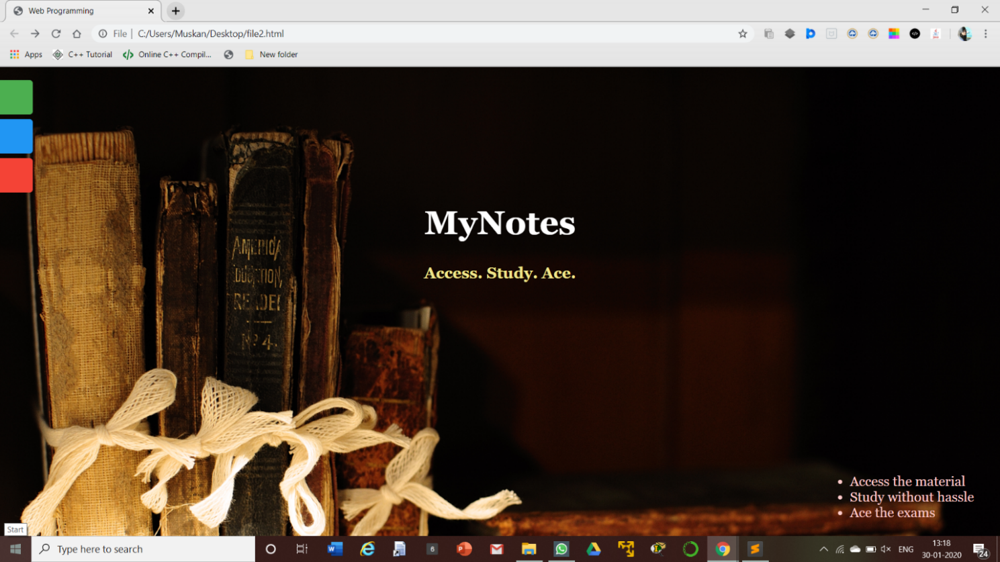 Web Programming
File | C:/Users/Muskan/Desktop/file2.html
Apps C++ Tutorial Online C++ Compil... New folder
MyNotes
Access. Study. Ace.
EDUCTION
READER
Nº 4.
• Access the material
• Study without hassle
• Ace the exams
Start
Type here to search
6
ENG
13:18
30-01-2020
24